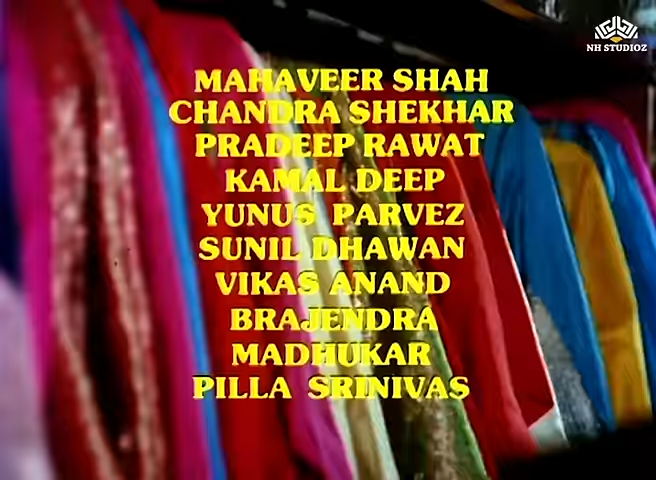 NH STUDIOZ
MAHAVEER SHAH
CHANDRA SHEKHAR
PRADEEP RAWAT
KAMAL DEEP
YUNUS PARVEZ
SUNIL DHAWAN
VIKAS ANAND
BRAJENDRA
MADHUKAR
PILLA SRINIVAS